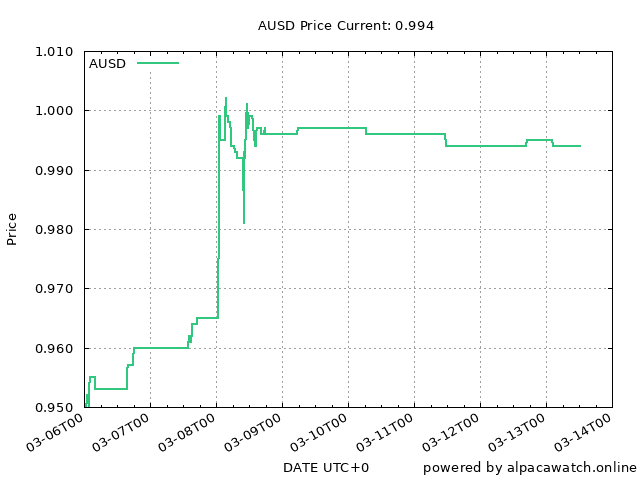 AUSD Price Current: 0.994
1.010
AUSD
1.000
0.990
0.980
Price
0.970
0.960
0.950
03-06T00
03-07T00
03-08T00
03-09T00
03-10T00
03-11T00
03-12T00
03-13T00
03-14T00
DATE UTC+0
powered by alpacawatch.online